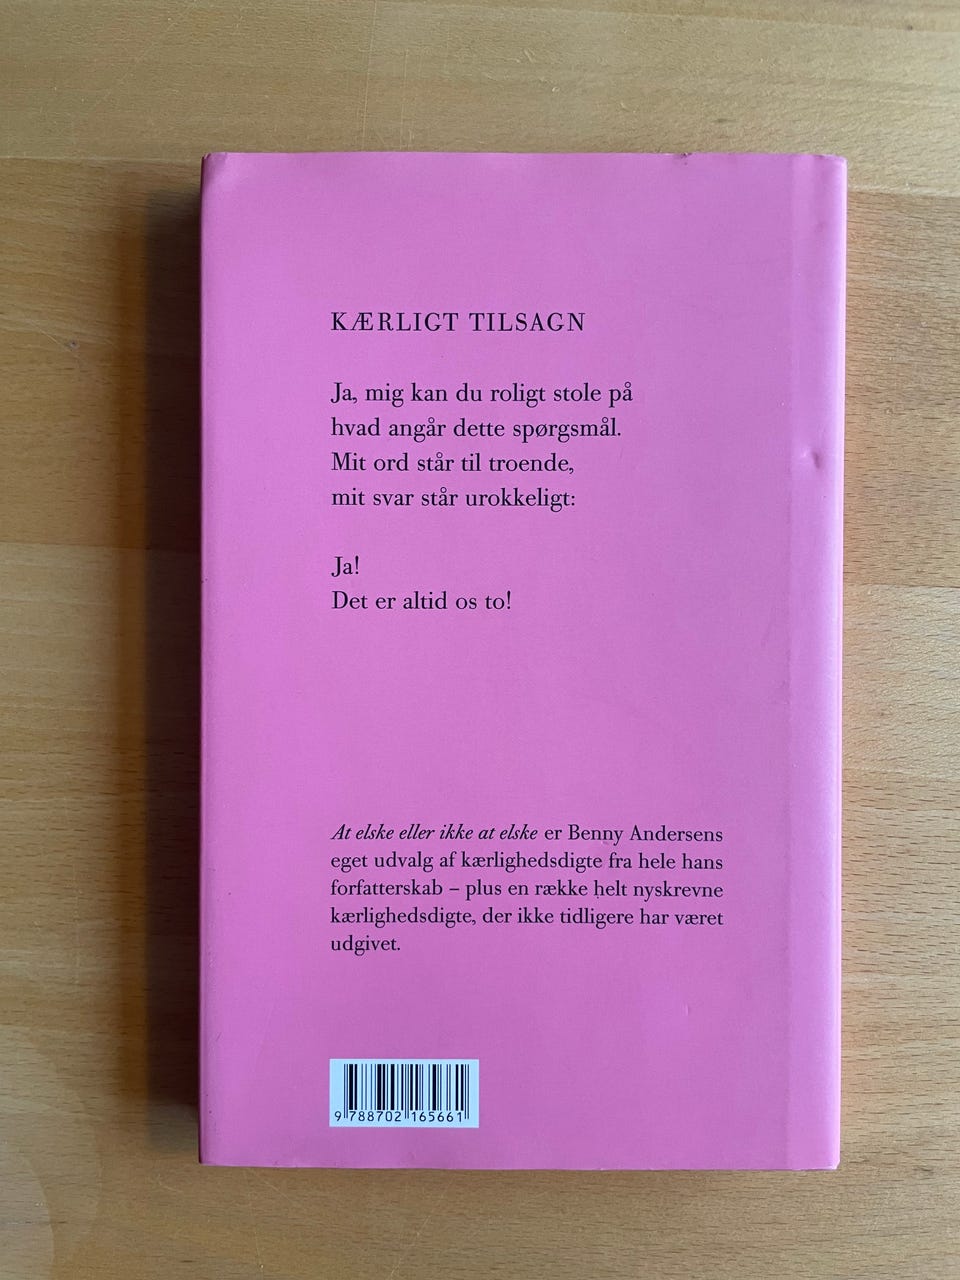 KÆRLIGT TILSAGN
Ja, mig kan du roligt stole på
hvad angår dette spørgsmål.
Mit ord står til troende,
mit svar står urokkeligt:
Ja!
Det er altid os to!
At elske eller ikke at elske er Benny Andersens
eget udvalg af kærlighedsdigte fra hele hans
forfatterskab – plus en række helt nyskrevne
kærlighedsdigte, der ikke tidligere har været
udgivet.
9 788702 165661